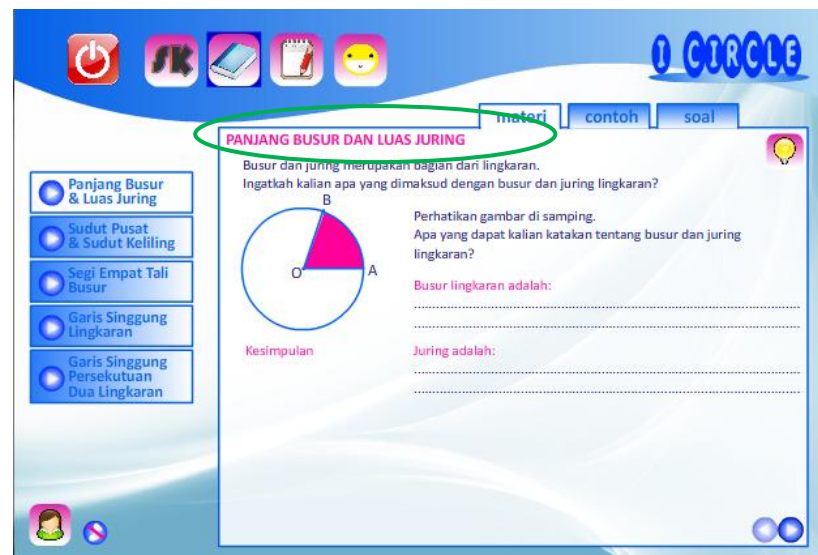 SK
I CIRCLE
materi
contoh
soal
PANJANG BUSUR DAN LUAS JURING
Busur dan juring merupakan bagian dari lingkaran.
Ingatkah kalian apa yang dimaksud dengan busur dan juring lingkaran?
Panjang Busur
& Luas Juring
Sudut Pusat
& Sudut Keliling
Segi Empat Tali
Busur
Garis Singgung
Lingkaran
Garis Singgung
Persekutuan
Dua Lingkaran
B
O
A
Perhatikan gambar di samping.
Apa yang dapat kalian katakan tentang busur dan juring
lingkaran?
Busur lingkaran adalah:
Kesimpulan
Juring adalah: